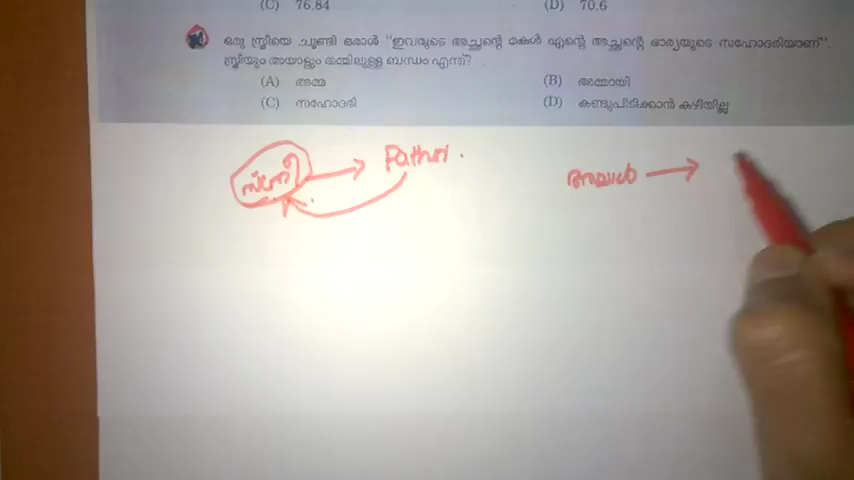 (C) 76.84 (D) 70.6
ഒരു സ്ത്രീയെ ചൂണ്ടി ഒരാൾ "ഇവരുടെ അച്ഛന്റെ മകൾ എന്റെ അച്ഛന്റെ ഭാര്യയുടെ സഹോദരിയാണ്".
സ്ത്രീയും അയാളും തമ്മിലുള്ള ബന്ധം എന്ത്?
(A) അമ്മ (B) അമ്മായി
(C) സഹോദരി (D) കണ്ടുപിടിക്കാൻ കഴിയില്ല
സ്ത്രീ അയാൾ